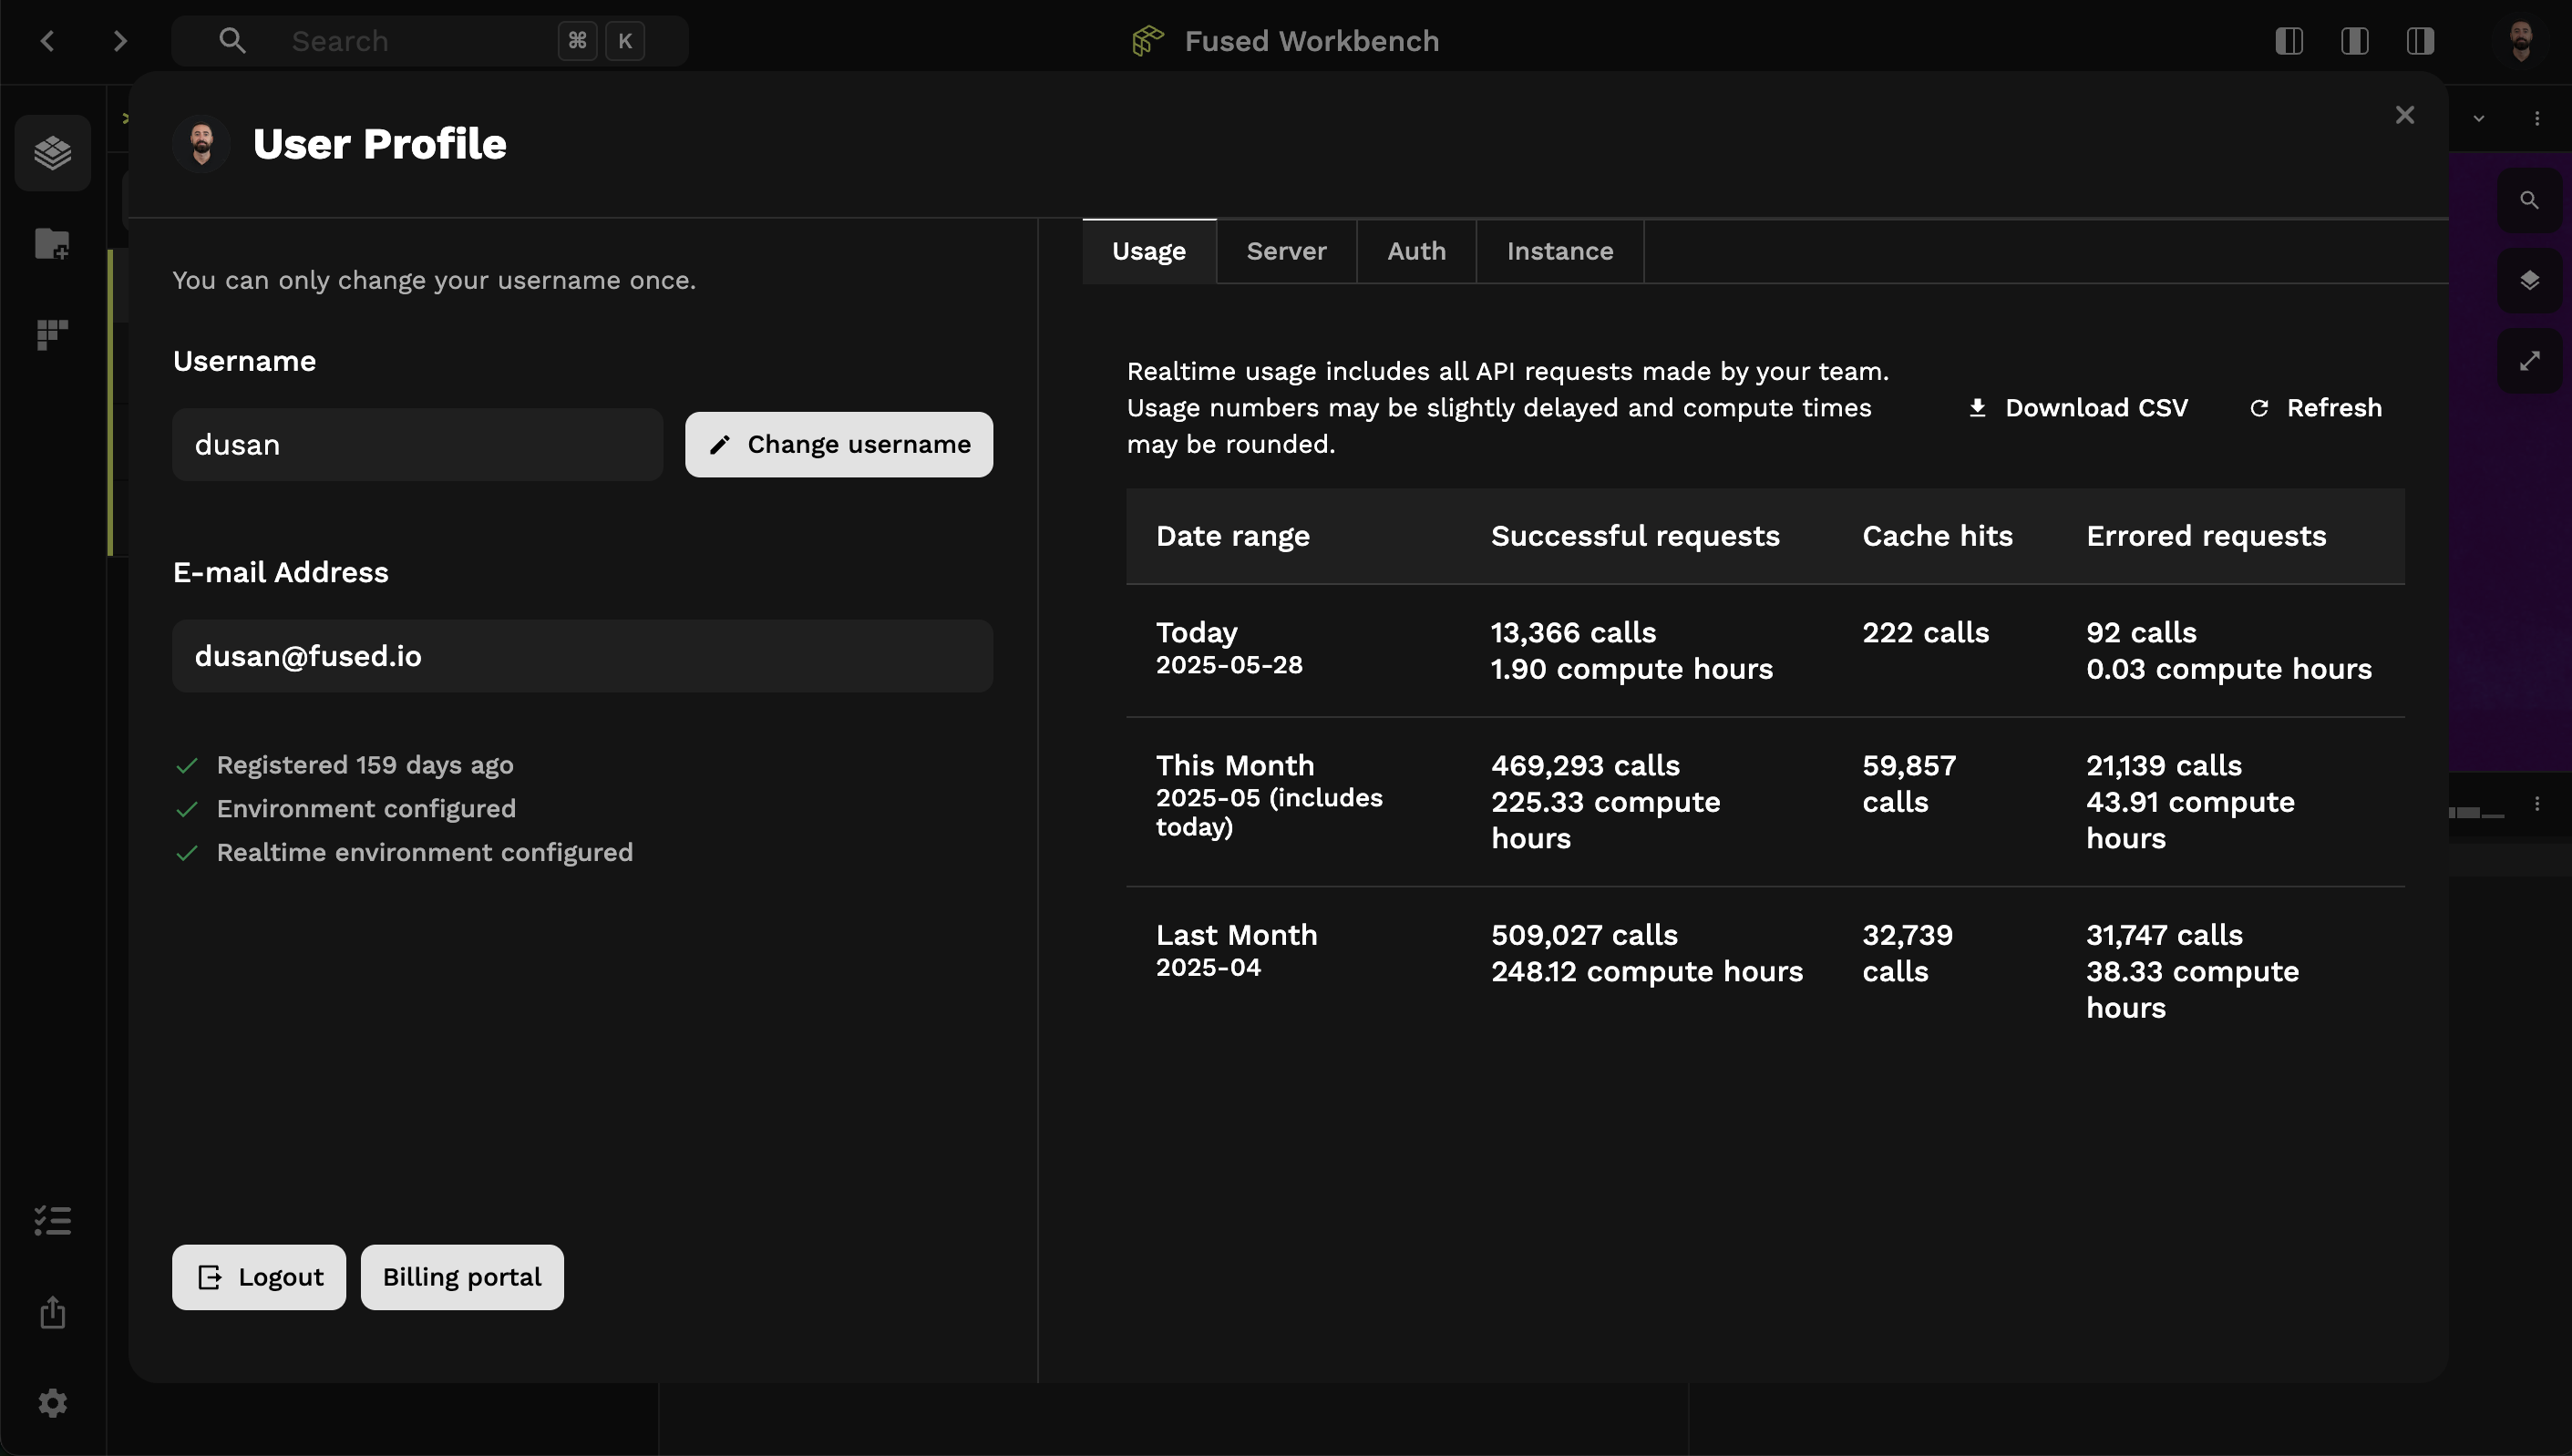 Search
⌘ K
Fused Workbench
User Profile
You can only change your username once.
Username
dusan
Change username
E-mail Address
dusan@fused.io
Registered 159 days ago
Environment configured
Realtime environment configured
Logout
Billing portal
Usage
Server
Auth
Instance
Realtime usage includes all API requests made by your team.
Usage numbers may be slightly delayed and compute times
may be rounded.
Download CSV
Refresh
Date range
Successful requests
Cache hits
Errored requests
Today
2025-05-28
13,366 calls
1.90 compute hours
222 calls
92 calls
0.03 compute hours
This Month
2025-05 (includes
today)
469,293 calls
225.33 compute
hours
59,857
calls
21,139 calls
43.91 compute
hours
Last Month
2025-04
509,027 calls
248.12 compute hours
32,739
calls
31,747 calls
38.33 compute
hours